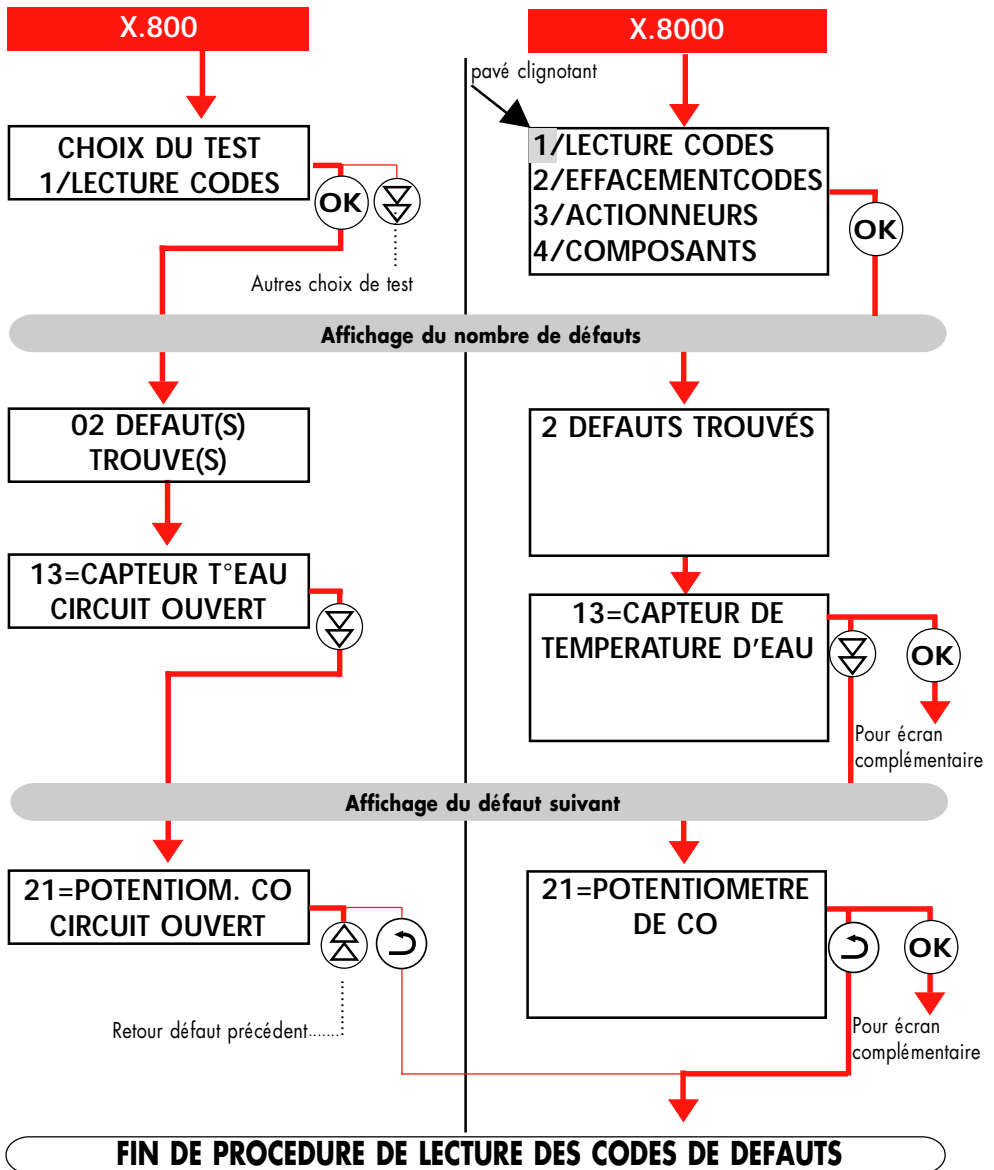 X.800
X.8000
pavé clignotant
CHOIX DU TEST
1/LECTURE CODES
OK
Autres choix de test
1/LECTURE CODES
2/EFFACEMENTCODES
3/ACTIONNEURS
4/COMPOSANTS
OK
Affichage du nombre de défauts
02 DEFAUT(S)
TROUVE(S)
2 DEFAUTS TROUVÉS
13=CAPTEUR T°EAU
CIRCUIT OUVERT
13=CAPTEUR DE
TEMPERATURE D'EAU
OK
Pour écran
complémentaire
Affichage du défaut suivant
21=POTENTIOM. CO
CIRCUIT OUVERT
Retour défaut précédent.......
21=POTENTIOMETRE
DE CO
OK
Pour écran
complémentaire
FIN DE PROCEDURE DE LECTURE DES CODES DE DEFAUTS